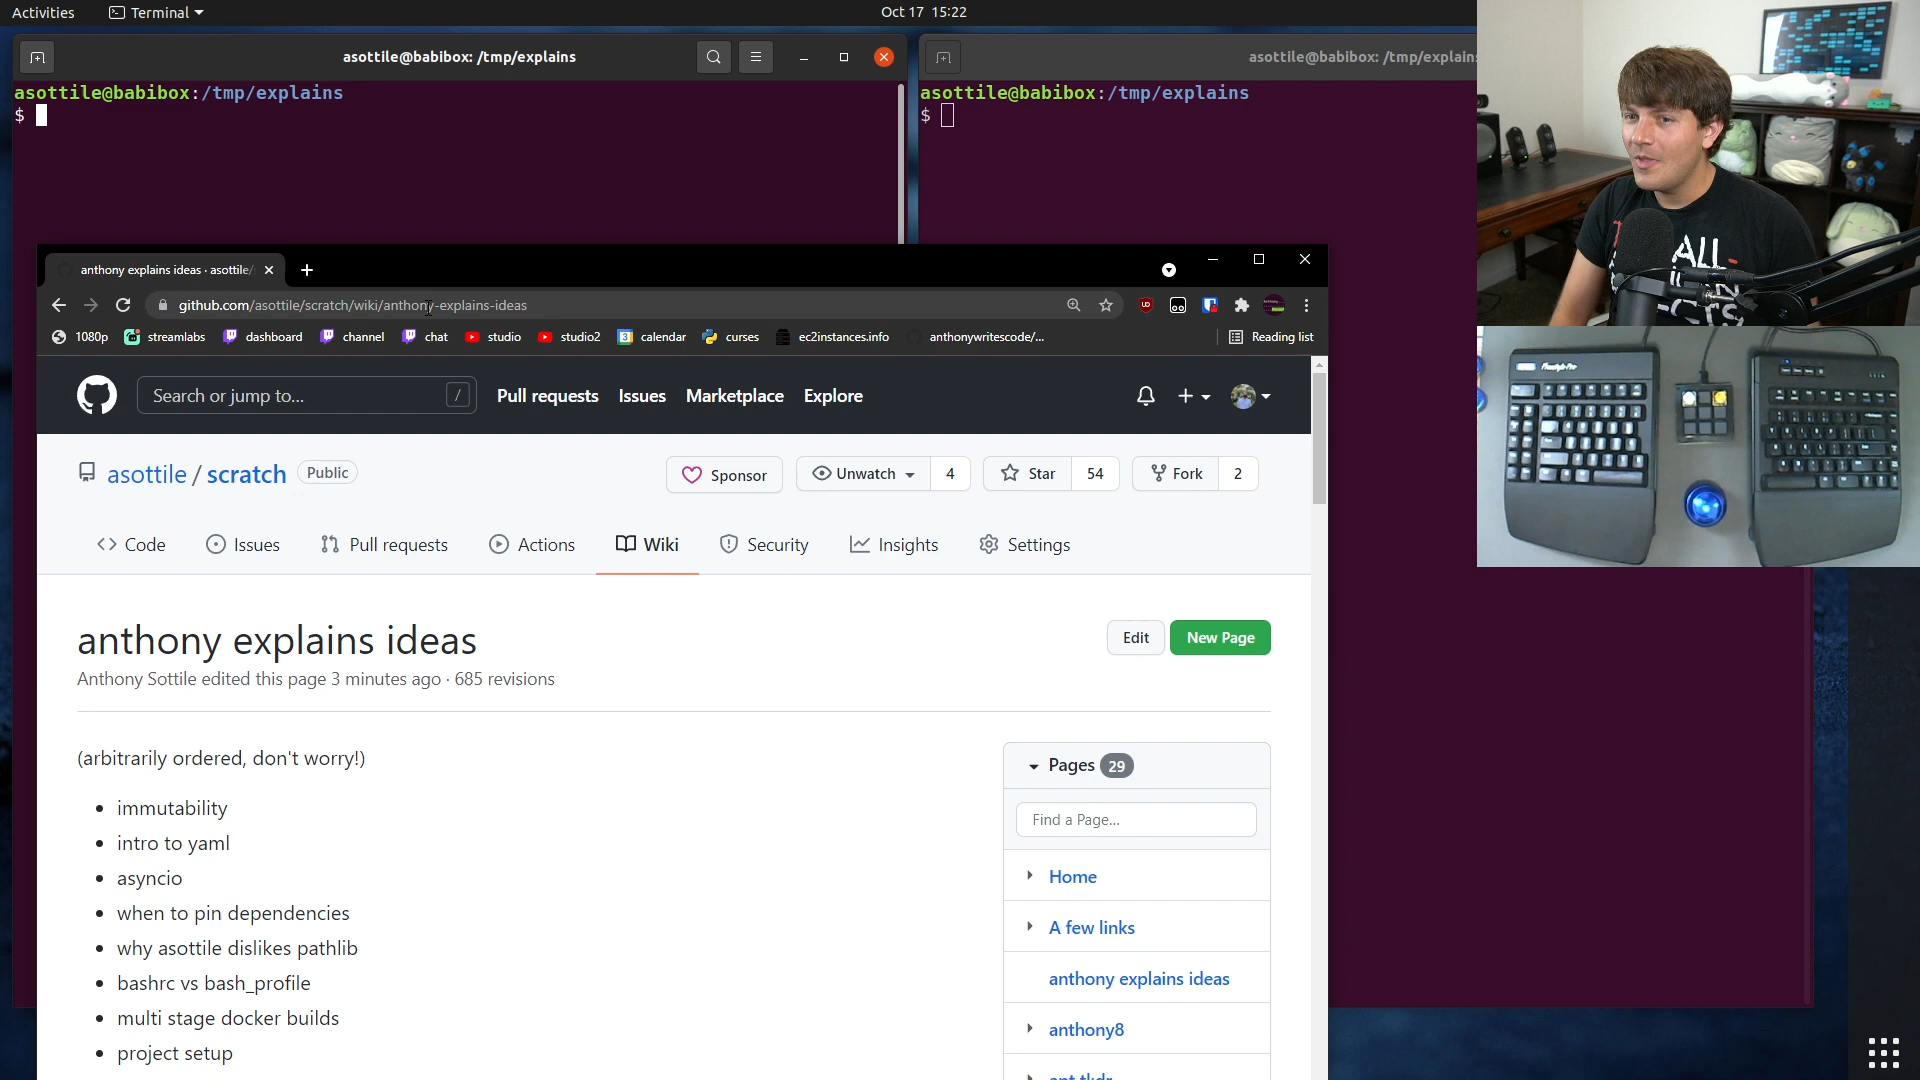 Activities
Terminal
Oct 17 15:22
asottile@babibox: /tmp/explains
asottile@babibox: /tmp/explains
asottile@babibox:/tmp/explains
$
asottile@babibox:/tmp/explains
$
anthony explains ideas · asottile/
github.com/asottile/scratch/wiki/anthony-explains-ideas
1080p
streamlabs
dashboard
channel
chat
studio
studio2
calendar
curses
ec2instances.info
anthonywritescode/...
Reading list
Search or jump to...
/
Pull requests
Issues
Marketplace
Explore
asottile / scratch
Public
Sponsor
Unwatch
4
Star
54
Fork
2
Code
Issues
Pull requests
Actions
Wiki
Security
Insights
Settings
anthony explains ideas
Edit
New Page
Anthony Sottile edited this page 3 minutes ago · 685 revisions
(arbitrarily ordered, don't worry!)
• immutability
• intro to yaml
• asyncio
• when to pin dependencies
• why asottile dislikes pathlib
• bashrc vs bash_profile
• multi stage docker builds
• project setup
Pages 29
Find a Page...
Home
A few links
anthony explains ideas
anthony8
ALL
Freestyle Pro